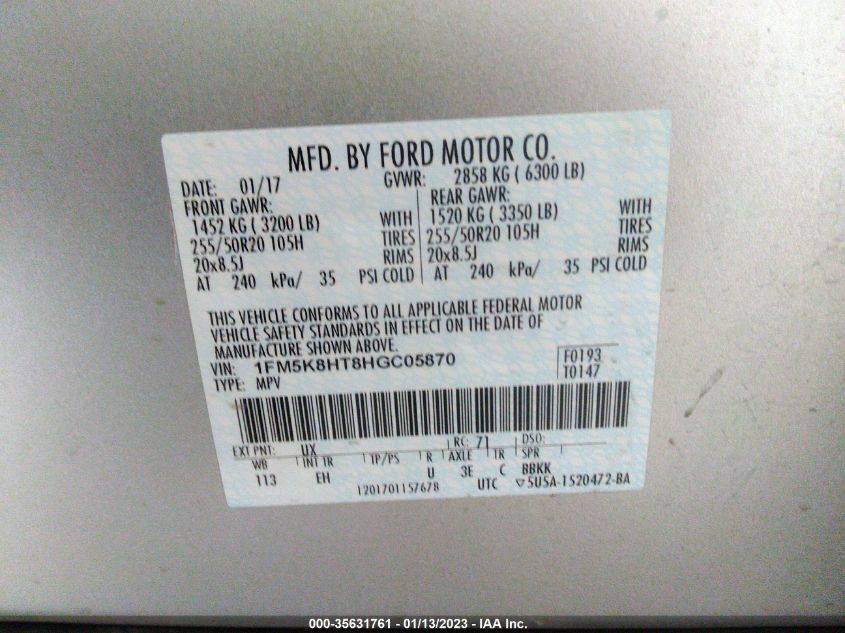 MFD. BY FORD MOTOR CO.
DATE: 01/17 GVWR: 2858 KG ( 6300 LB)
FRONT GAWR: REAR GAWR:
1452 KG ( 3200 LB) WITH 1520 KG ( 3350 LB) WITH
255/50R20 105H TIRES 255/50R20 105H TIRES
20x8.5J RIMS 20x8.5J RIMS
AT 240 kPa/ 35 PSI COLD AT 240 kPa/ 35 PSI COLD
THIS VEHICLE CONFORMS TO ALL APPLICABLE FEDERAL MOTOR
VEHICLE SAFETY STANDARDS IN EFFECT ON THE DATE OF
MANUFACTURE SHOWN ABOVE.
VIN: 1FM5K8HT8HGC05870 F0193
TYPE: MPV T0147
EXT PNT: UX RC: 71 DSO:
WB INT TR TP/PS R AXLE TR SPR
113 EH U 3E C BBKK
1201701157678 UTC ▽5U5A-1520472-BA
000-35631761 - 01/13/2023 - IAA Inc.